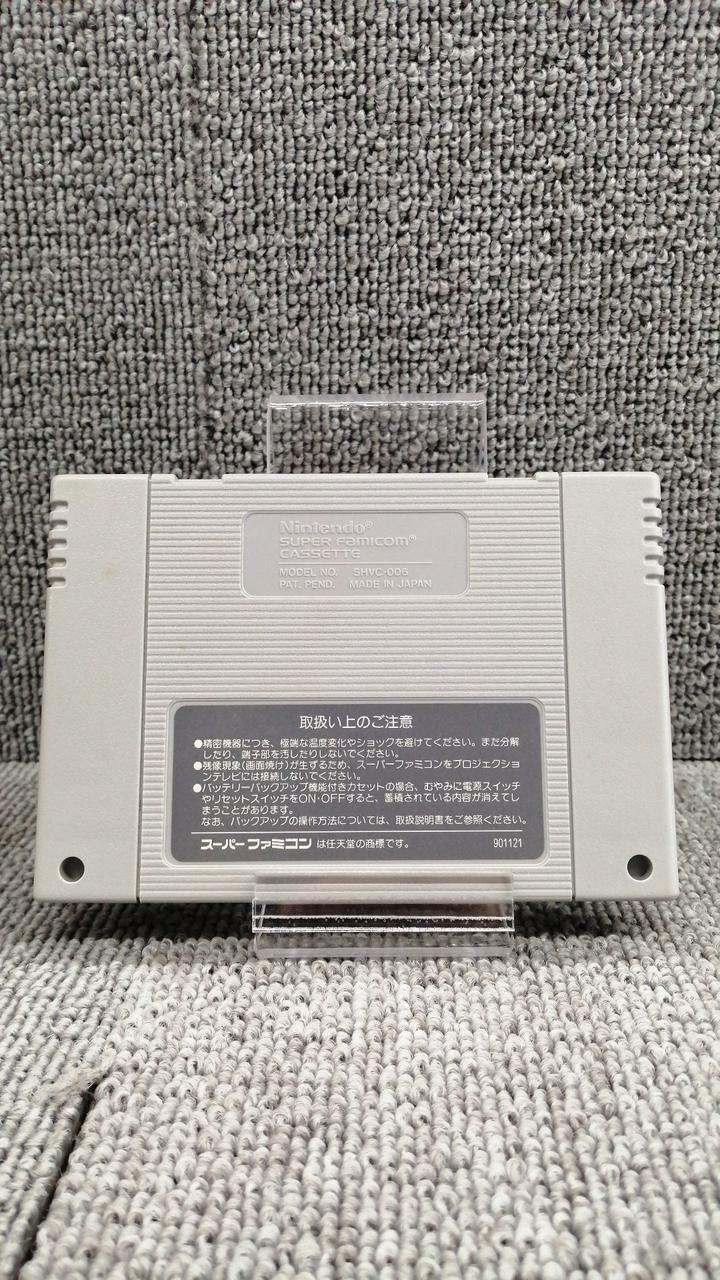 Nintendo®
SUPER FAMICOM®
CASSETTE
MODEL NO. SHVC-006
PAT. PEND. MADE IN JAPAN
取扱い上のご注意
●精密機器につき、極端な温度変化やショックを避けてください。また分解
したり、端子部を汚したりしないでください。
●残像現象(画面焼け)が生ずるため、スーパーファミコンをプロジェクショ
ンテレビには接続しないでください。
●バッテリーバックアップ機能付きカセットの場合、むやみに電源スイッチ
やリセットスイッチをON・OFFすると、蓄積されている内容が消えてし
まうことがあります。
なお、バックアップの操作方法については、取扱説明書をご参照ください。
スーパーファミコン は任天堂の商標です。 901121